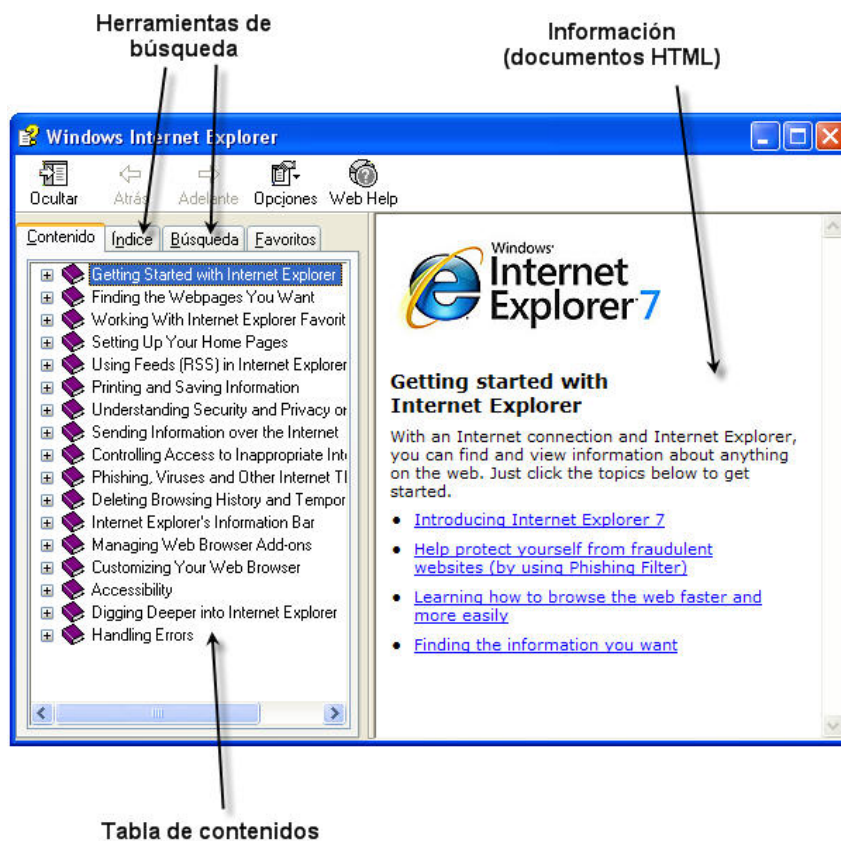 Herramientas de
búsqueda
Información
(documentos HTML)
Windows Internet Explorer
Ocultar Atrás Adelante Opciones Web Help
Contenido Índice Búsqueda Favoritos
Getting Started with Internet Explorer
Finding the Webpages You Want
Working With Internet Explorer Favorit
Setting Up Your Home Pages
Using Feeds (RSS) in Internet Explorer
Printing and Saving Information
Understanding Security and Privacy or
Sending Information over the Internet
Controlling Access to Inappropriate Int
Phishing, Viruses and Other Internet Tl
Deleting Browsing History and Tempor
Internet Explorer's Information Bar
Managing Web Browser Add-ons
Customizing Your Web Browser
Accessibility
Digging Deeper into Internet Explorer
Handling Errors
Windows
Internet
Explorer 7
Getting started with
Internet Explorer
With an Internet connection and Internet Explorer,
you can find and view information about anything
on the web. Just click the topics below to get
started.
Introducing Internet Explorer 7
Help protect yourself from fraudulent
websites (by using Phishing Filter)
Learning how to browse the web faster and
more easily
Finding the information you want
Tabla de contenidos